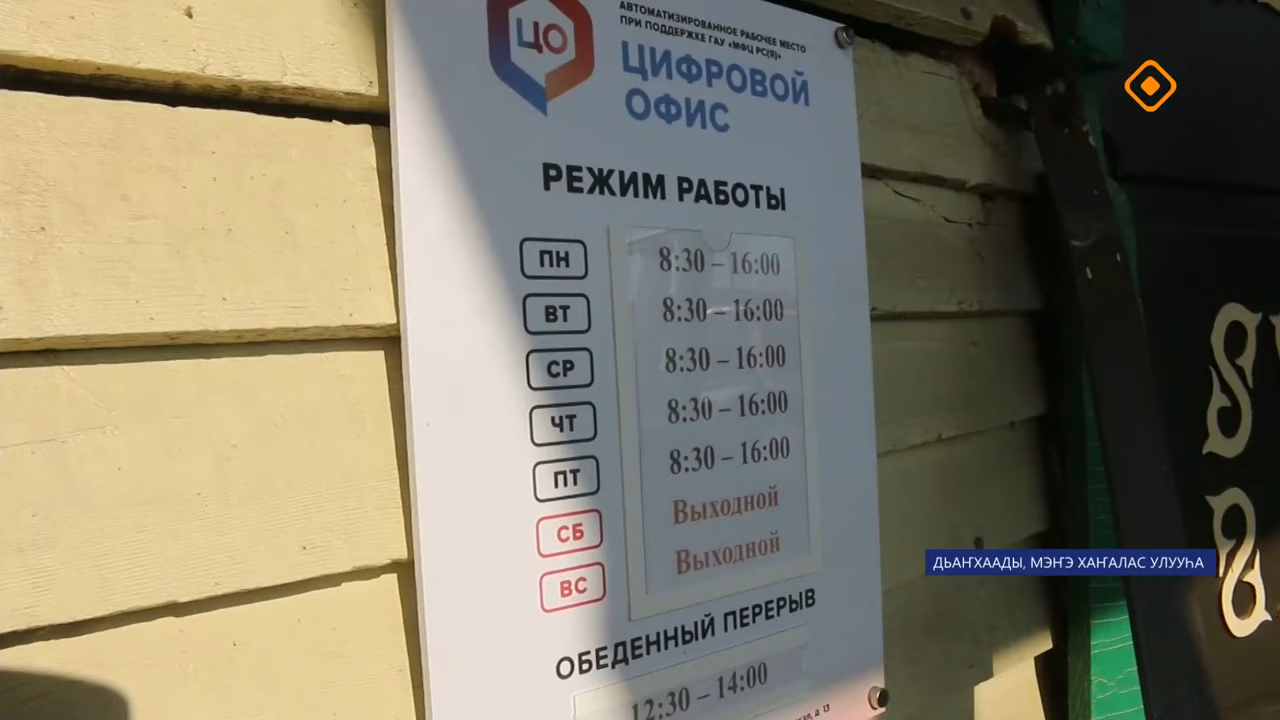 ЦО
АВТОМАТИЗИРОВАННОЕ РАБОЧЕЕ МЕСТО
ПРИ ПОДДЕРЖКЕ ГАУ «МФЦ РС(Я)»
ЦИФРОВОЙ
ОФИС
РЕЖИМ РАБОТЫ
ПН 8:30 – 16:00
ВТ 8:30 – 16:00
СР 8:30 – 16:00
ЧТ 8:30 – 16:00
ПТ 8:30 – 16:00
СБ Выходной
ВС Выходной
ОБЕДЕННЫЙ ПЕРЕРЫВ
12:30 – 14:00
д. 13
ДЬАҤХААДЫ, МЭҤЭ ХАҤАЛАС УЛУУҺА